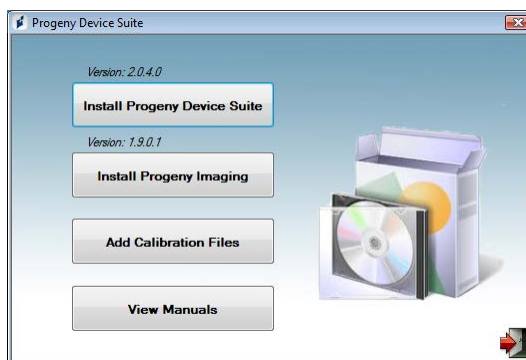 Progeny Device Suite
Version: 2.0.4.0
Install Progeny Device Suite
Version: 1.9.0.1
Install Progeny Imaging
Add Calibration Files
View Manuals